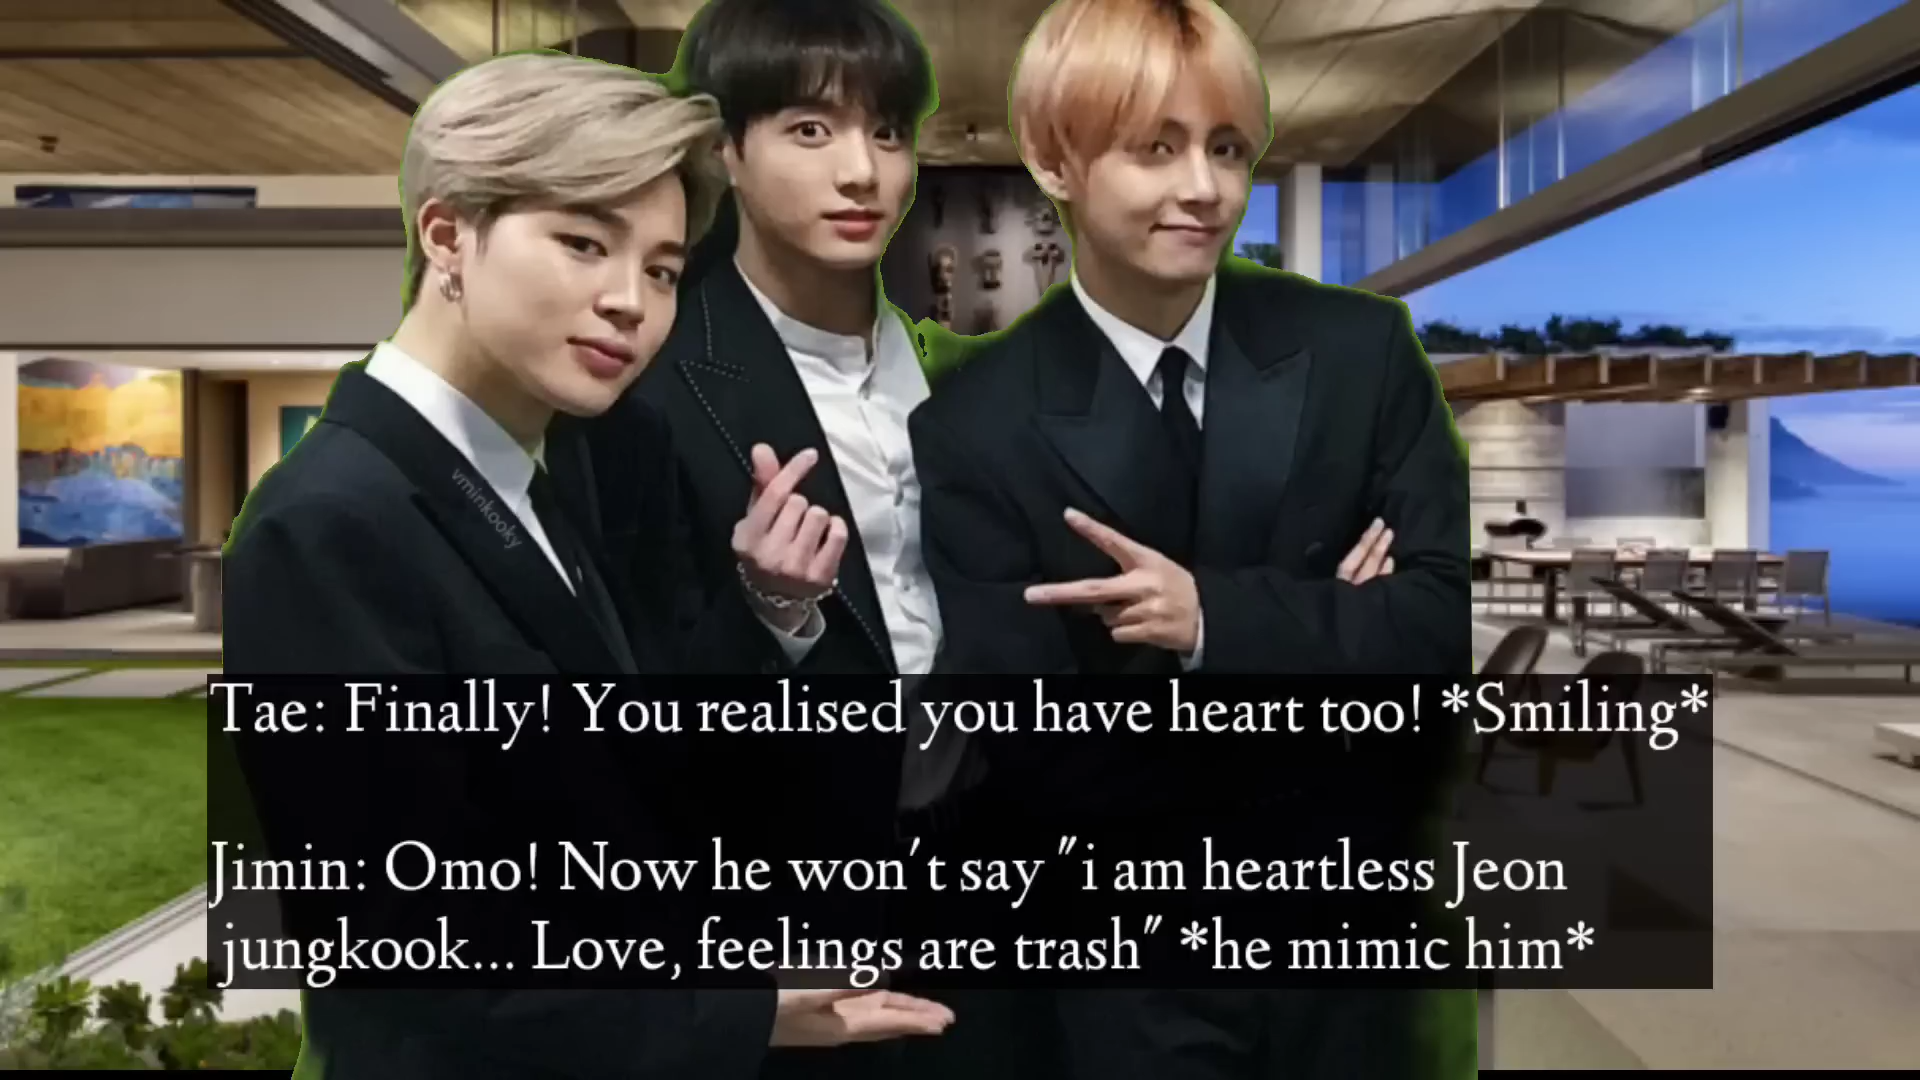 Tae: Finally! You realised you have heart too! *Smiling*
Jimin: Omo! Now he won't say "i am heartless Jeon
jungkook... Love, feelings are trash" *he mimic him*
vminkooky